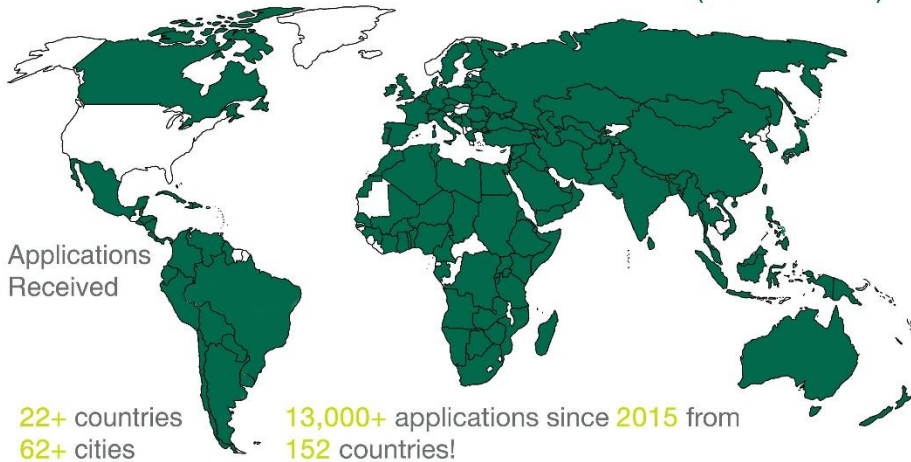 Applications
Received
22+ countries
62+ cities
13,000+ applications since 2015 from
152 countries!